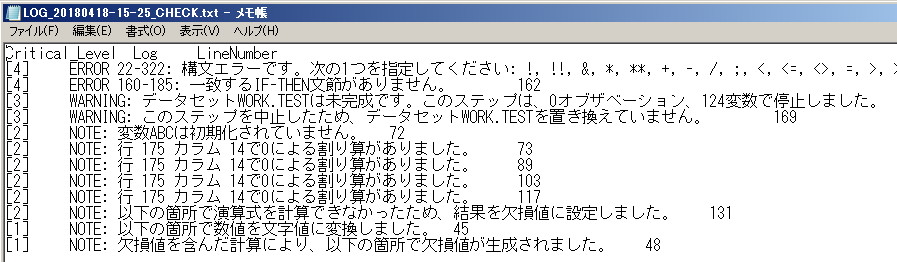 LOG_20180418-15-25_CHECK.txt - メモ帳
ファイル(F) 編集(E) 書式(O) 表示(V) ヘルプ(H)
Critical_Level Log LineNumber
[4] ERROR 22-322: 構文エラーです。次の1つを指定してください: !, !!, &, *, **, +, -, /, ;, <, <=, <>, =, >, >
[4] ERROR 160-185: 一致するIF-THEN文節がありません。 162
[3] WARNING: データセットWORK.TESTは未完成です。このステップは、0オブザベーション、124変数で停止しました。
[3] WARNING: このステップを中止したため、データセットWORK.TESTを置き換えていません。 169
[2] NOTE: 変数ABCは初期化されていません。 72
[2] NOTE: 行 175 カラム 14で0による割り算がありました。 73
[2] NOTE: 行 175 カラム 14で0による割り算がありました。 89
[2] NOTE: 行 175 カラム 14で0による割り算がありました。 103
[2] NOTE: 行 175 カラム 14で0による割り算がありました。 117
[2] NOTE: 以下の箇所で演算式を計算できなかったため、結果を欠損値に設定しました。 131
[1] NOTE: 以下の箇所で数値を文字値に変換しました。 45
[1] NOTE: 欠損値を含んだ計算により、以下の箇所で欠損値が生成されました。 48